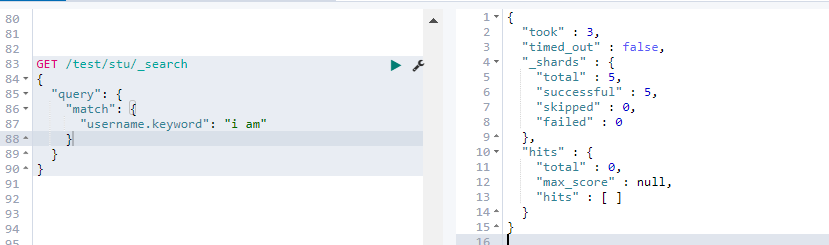 80
81
82
83 GET /test/stu/_search
84 {
85 "query": {
86 "match": {
87 "username.keyword": "i am"
88 }
89 }
90 }
91
92
93
94
95
1 {
2 "took" : 3,
3 "timed_out" : false,
4 "_shards" : {
5 "total" : 5,
6 "successful" : 5,
7 "skipped" : 0,
8 "failed" : 0
9 },
10 "hits" : {
11 "total" : 0,
12 "max_score" : null,
13 "hits" : [ ]
14 }
15 }
16